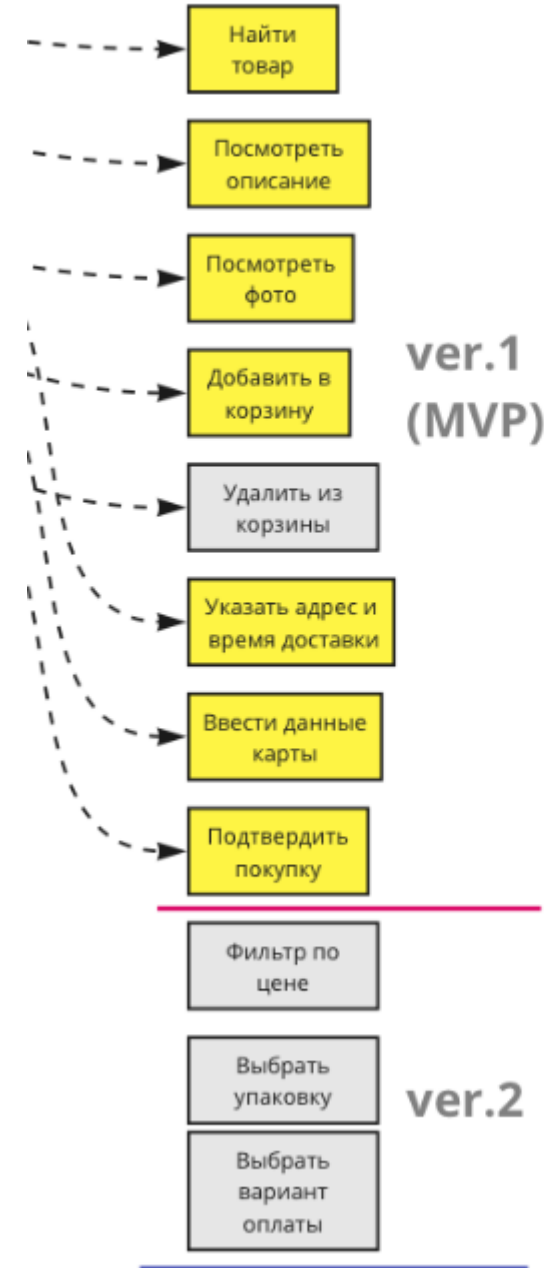 Найти
товар
Посмотреть
описание
Посмотреть
фото
ver.1
(MVP)
Добавить в
корзину
Удалить из
корзины
Указать адрес и
время доставки
Ввести данные
карты
Подтвердить
покупку
Фильтр по
цене
Выбрать
упаковку
ver.2
Выбрать
вариант
оплаты